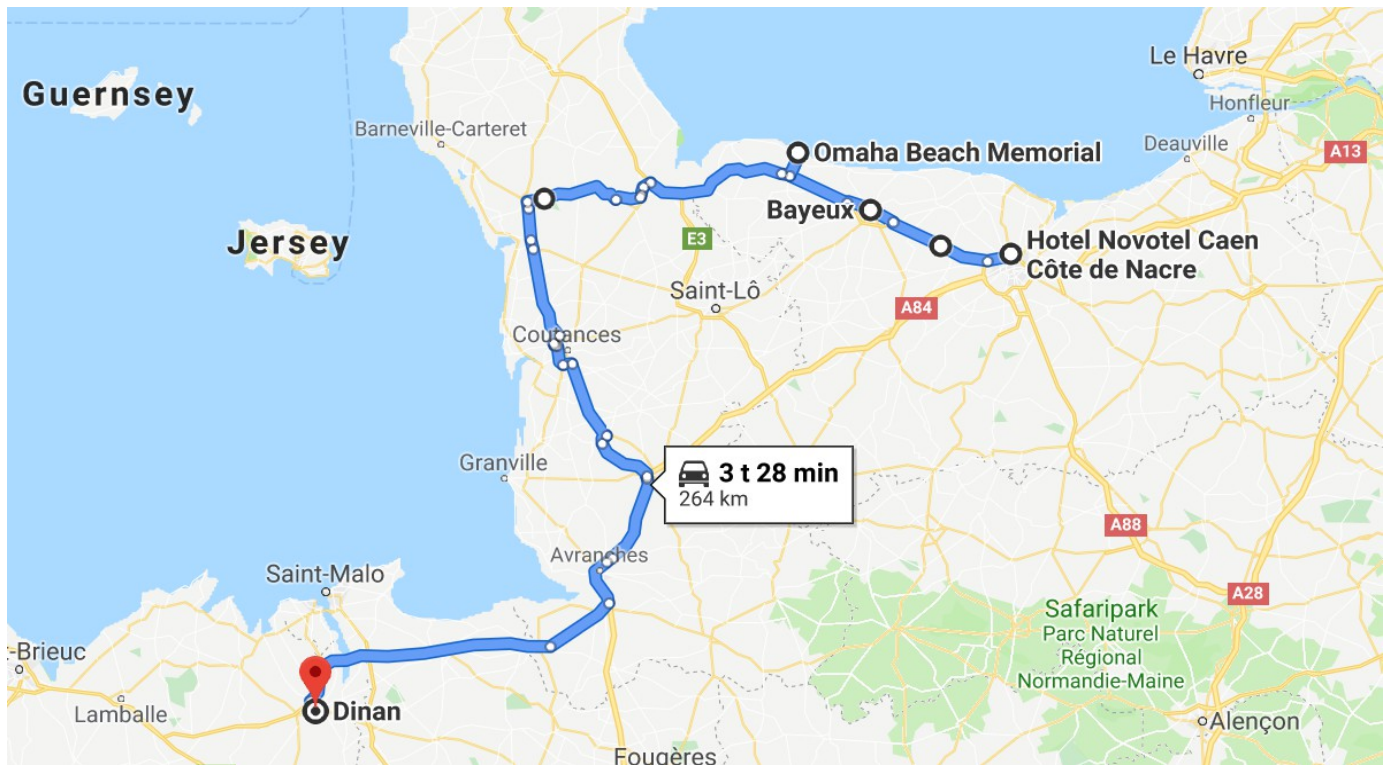 Guernsey
Le Havre
Honfleur
Barneville-Carteret
Deauville
A13
Omaha Beach Memorial
Bayeux
Jersey
E3
Hotel Novotel Caen
Côte de Nacre
Saint-Lô
A84
Coutances
3 t 28 min
264 km
Granville
A88
Avranches
Saint-Malo
A28
Safaripark
Parc Naturel
Régional
Normandie-Maine
-Brieuc
Lamballe
Dinan
Alençon
Fougères